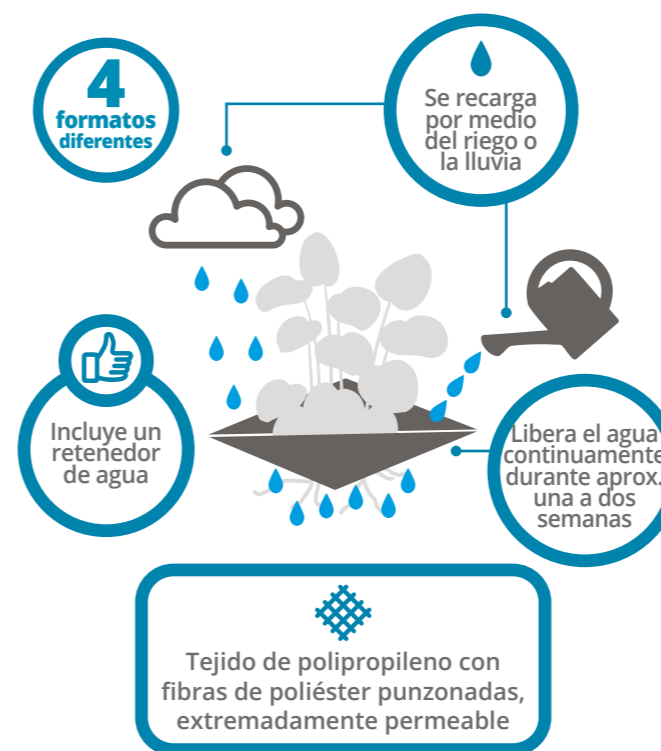 4
formatos
diferentes
Se recarga
por medio
del riego o
la lluvia
Incluye un
retenedor
de agua
Libera el agua
continuamente
durante aprox.
una a dos
semanas
Tejido de polipropileno con
fibras de poliéster punzonadas,
extremadamente permeable